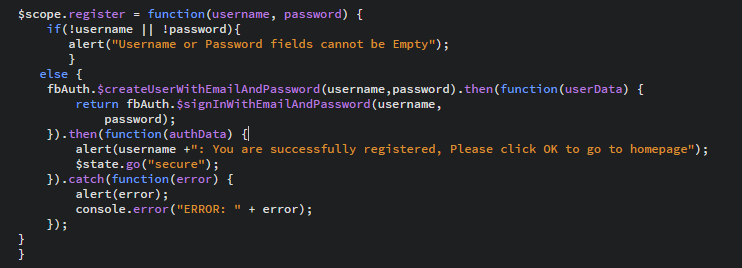 $scope.register = function(username, password) {
if(!username || !password){
alert("Username or Password fields cannot be Empty");
}
else {
fbAuth.$createUserWithEmailAndPassword(username,password).then(function(userData) {
return fbAuth.$signInWithEmailAndPassword(username,
password);
}).then(function(authData) {
alert(username +": You are successfully registered, Please click OK to go to homepage");
$state.go("secure");
}).catch(function(error) {
alert(error);
console.error("ERROR: " + error);
});
}
}